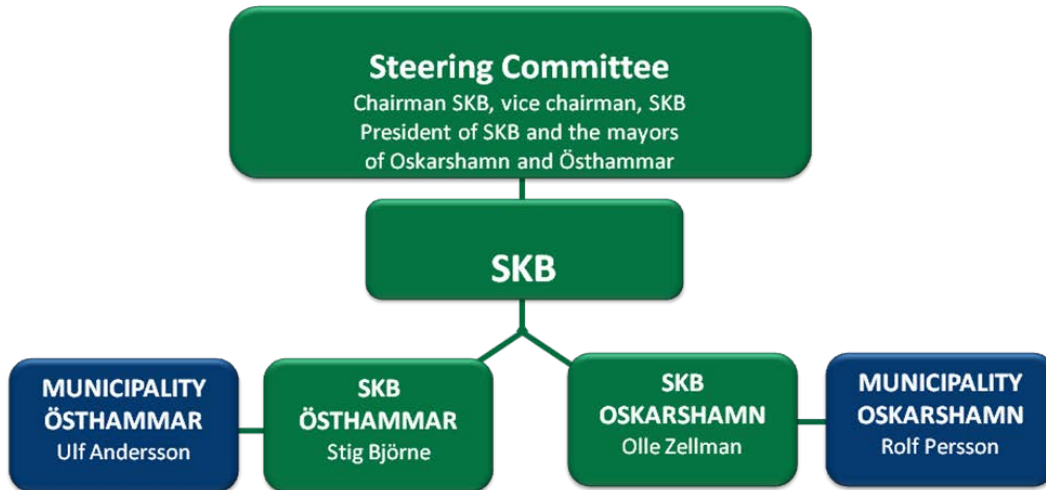 Steering Committee
Chairman SKB, vice chairman, SKB
President of SKB and the mayors
of Oskarshamn and Östhammar
SKB
MUNICIPALITY
ÖSTHAMMAR
Ulf Andersson
SKB
ÖSTHAMMAR
Stig Björne
SKB
OSKARSHAMN
Olle Zellman
MUNICIPALITY
OSKARSHAMN
Rolf Persson